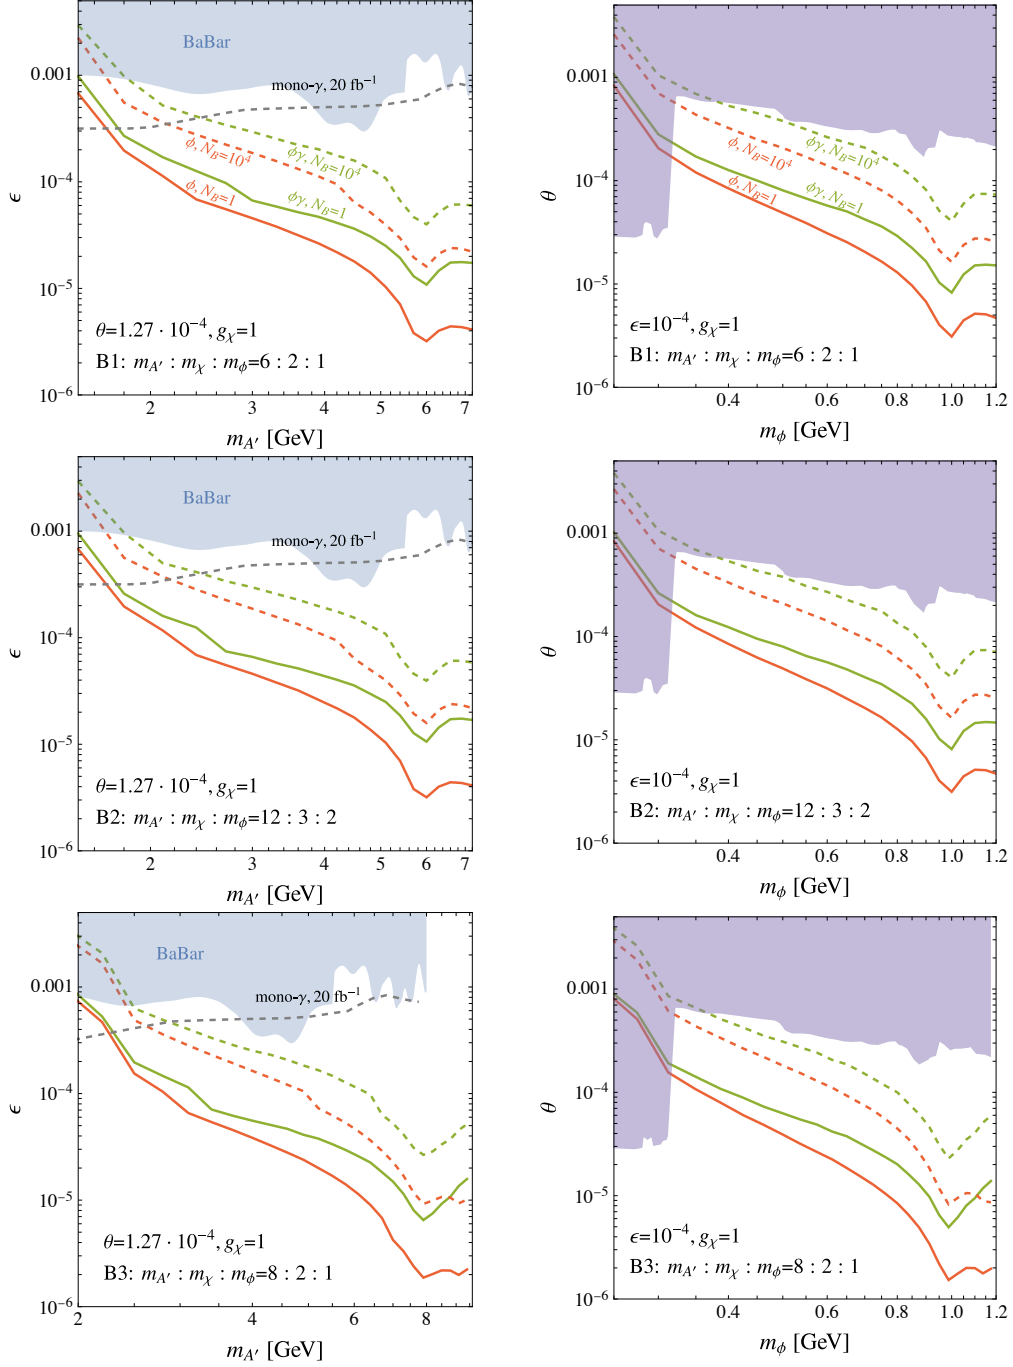 BaBar
mono-γ, 20 fb⁻¹
ϕ, N_B=10⁴
ϕγ, N_B=10⁴
ϕγ, N_B=1
ϕ, N_B=1
θ=1.27 · 10⁻⁴, g_χ=1
B1: m_A′ : m_χ : m_ϕ=6 : 2 : 1
0.001
10⁻⁴
10⁻⁵
10⁻⁶
ϵ
2 3 4 5 6 7
m_A′ [GeV]
ϕγ, N_B=10⁴
ϕ, N_B=10⁴
ϕγ, N_B=1
ϕ, N_B=1
ϵ=10⁻⁴, g_χ=1
B1: m_A′ : m_χ : m_ϕ=6 : 2 : 1
0.001
10⁻⁴
10⁻⁵
10⁻⁶
θ
0.4 0.6 0.8 1.0 1.2
m_ϕ [GeV]
BaBar
mono-γ, 20 fb⁻¹
θ=1.27 · 10⁻⁴, g_χ=1
B2: m_A′ : m_χ : m_ϕ=12 : 3 : 2
0.001
10⁻⁴
10⁻⁵
10⁻⁶
ϵ
2 3 4 5 6 7
m_A′ [GeV]
ϵ=10⁻⁴, g_χ=1
B2: m_A′ : m_χ : m_ϕ=12 : 3 : 2
0.001
10⁻⁴
10⁻⁵
10⁻⁶
θ
0.4 0.6 0.8 1.0 1.2
m_ϕ [GeV]
BaBar
mono-γ, 20 fb⁻¹
θ=1.27 · 10⁻⁴, g_χ=1
B3: m_A′ : m_χ : m_ϕ=8 : 2 : 1
0.001
10⁻⁴
10⁻⁵
10⁻⁶
ϵ
2 4 6 8
m_A′ [GeV]
ϵ=10⁻⁴, g_χ=1
B3: m_A′ : m_χ : m_ϕ=8 : 2 : 1
0.001
10⁻⁴
10⁻⁵
10⁻⁶
θ
0.4 0.6 0.8 1.0 1.2
m_ϕ [GeV]